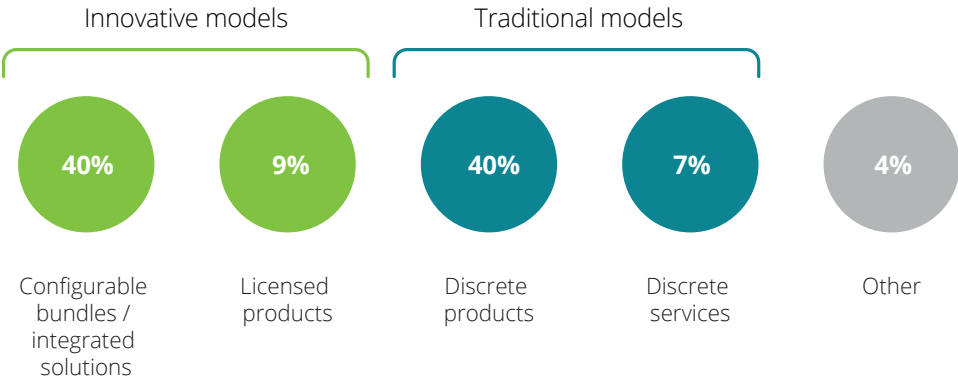 Innovative models
Traditional models
40%
9%
40%
7%
4%
Configurable
bundles /
integrated
solutions
Licensed
products
Discrete
products
Discrete
services
Other